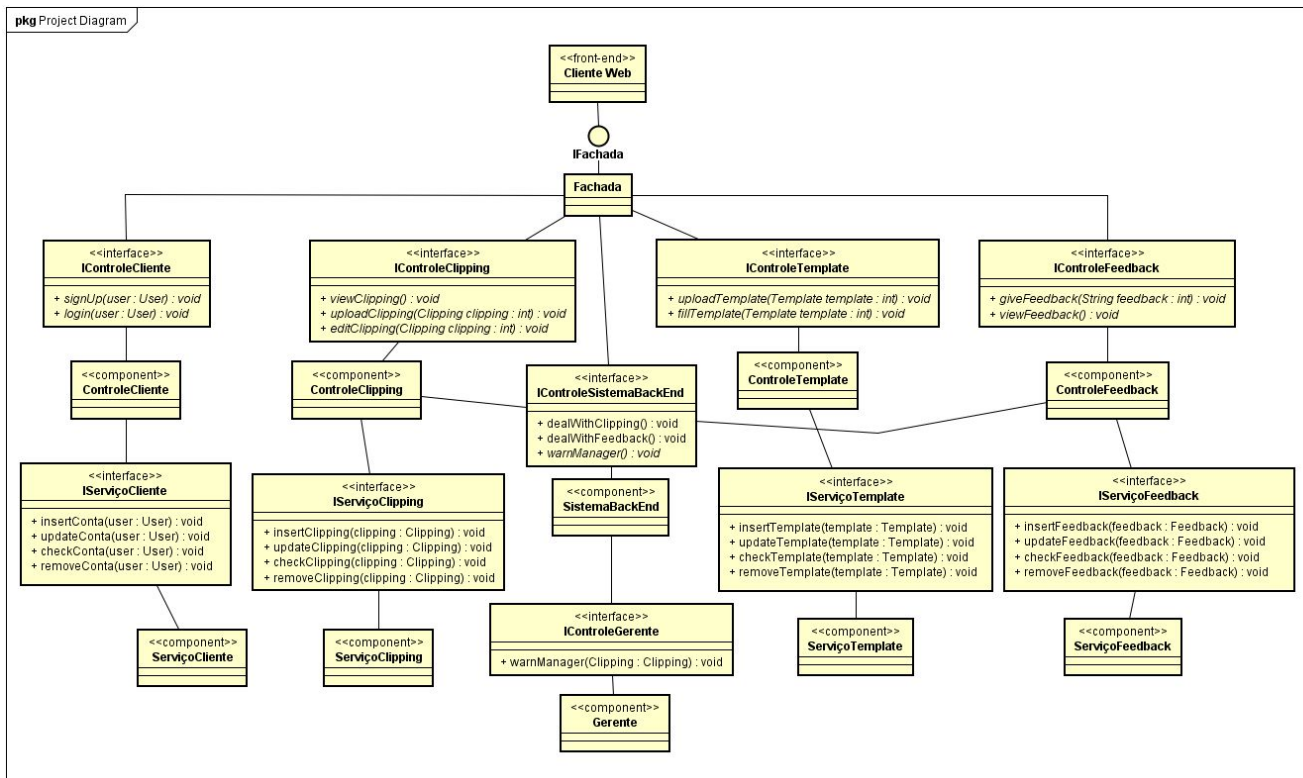 pkg Project Diagram
<<front-end>>
Cliente Web
IFachada
Fachada
<<interface>>
IControleCliente
+ signUp(user : User) : void
+ login(user : User) : void
<<interface>>
IControleClipping
+ viewClipping() : void
+ uploadClipping(Clipping clipping : int) : void
+ editClipping(Clipping clipping : int) : void
<<interface>>
IControleTemplate
+ uploadTemplate(Template template : int) : void
+ fillTemplate(Template template : int) : void
<<interface>>
IControleFeedback
+ giveFeedback(String feedback : int) : void
+ viewFeedback() : void
<<component>>
ControleCliente
<<component>>
ControleClipping
<<interface>>
IControleSistemaBackEnd
+ dealWithClipping() : void
+ dealWithFeedback() : void
+ warnManager() : void
<<component>>
ControleTemplate
<<component>>
ControleFeedback
<<interface>>
IServiçoCliente
+ insertConta(user : User) : void
+ updateConta(user : User) : void
+ checkConta(user : User) : void
+ removeConta(user : User) : void
<<interface>>
IServiçoClipping
+ insertClipping(clipping : Clipping) : void
+ updateClipping(clipping : Clipping) : void
+ checkClipping(clipping : Clipping) : void
+ removeClipping(clipping : Clipping) : void
<<component>>
SistemaBackEnd
<<interface>>
IServiçoTemplate
+ insertTemplate(template : Template) : void
+ updateTemplate(template : Template) : void
+ checkTemplate(template : Template) : void
+ removeTemplate(template : Template) : void
<<interface>>
IServiçoFeedback
+ insertFeedback(feedback : Feedback) : void
+ updateFeedback(feedback : Feedback) : void
+ checkFeedback(feedback : Feedback) : void
+ removeFeedback(feedback : Feedback) : void
<<component>>
ServiçoCliente
<<component>>
ServiçoClipping
<<interface>>
IControleGerente
+ warnManager(Clipping : Clipping) : void
<<component>>
ServiçoTemplate
<<component>>
ServiçoFeedback
<<component>>
Gerente